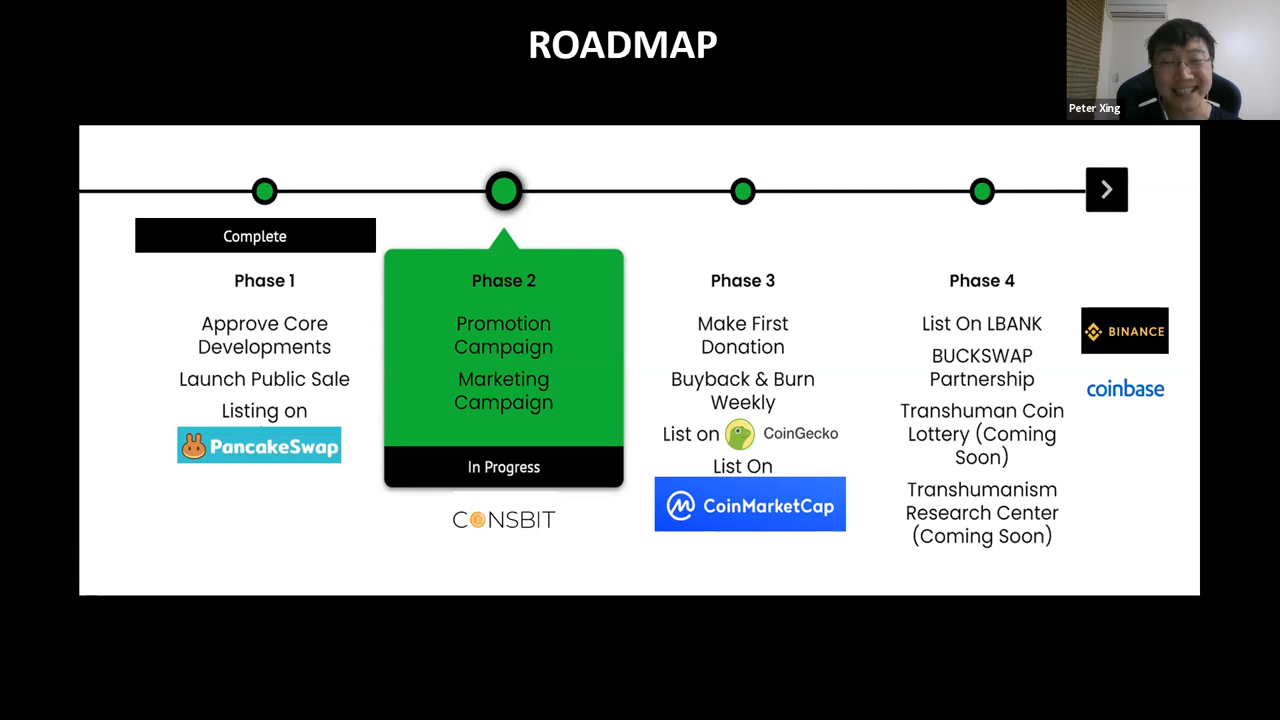 ROADMAP
Peter Xing
Complete
Phase 1
Approve Core
Developments
Launch Public Sale
Listing on
PancakeSwap
Phase 2
Promotion
Campaign
Marketing
Campaign
In Progress
CONSBIT
Phase 3
Make First
Donation
Buyback & Burn
Weekly
List on CoinGecko
List On
CoinMarketCap
Phase 4
List On LBANK
BUCKSWAP
Partnership
Transhuman Coin
Lottery (Coming
Soon)
Transhumanism
Research Center
(Coming Soon)
BINANCE
coinbase